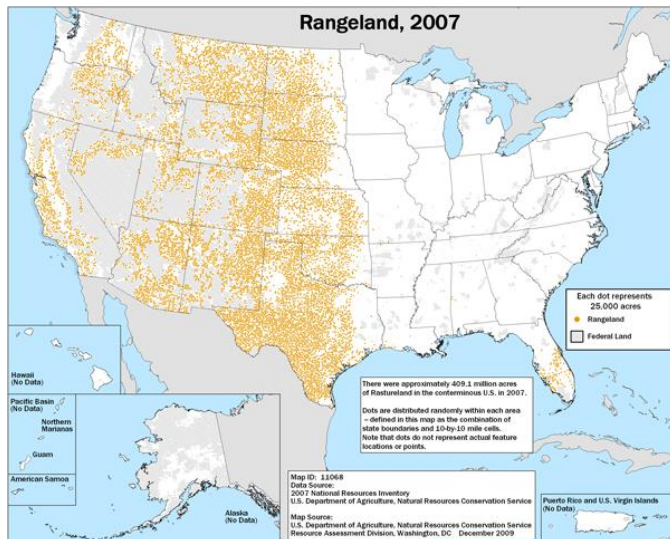 Rangeland, 2007
Each dot represents
25,000 acres
Rangeland
Federal Land
Hawaii
(No Data)
Pacific Basin
(No Data)
Northern
Marianas
Guam
American Samoa
Alaska
(No Data)
There were approximately 409.1 million acres
of Rastureland in the conterminous U.S. in 2007.
Dots are distributed randomly within each area
– defined in this map as the combination of
state boundaries and 10-by-10 mile cells.
Note that dots do not represent actual feature
locations or points.
Map ID: 11068
Data Source:
2007 National Resources Inventory
U.S. Department of Agriculture, Natural Resources Conservation Service
Map Source:
U.S. Department of Agriculture, Natural Resources Conservation Service
Resource Assessment Division, Washington, DC December 2009
Puerto Rico and U.S. Virgin Islands
(No Data)